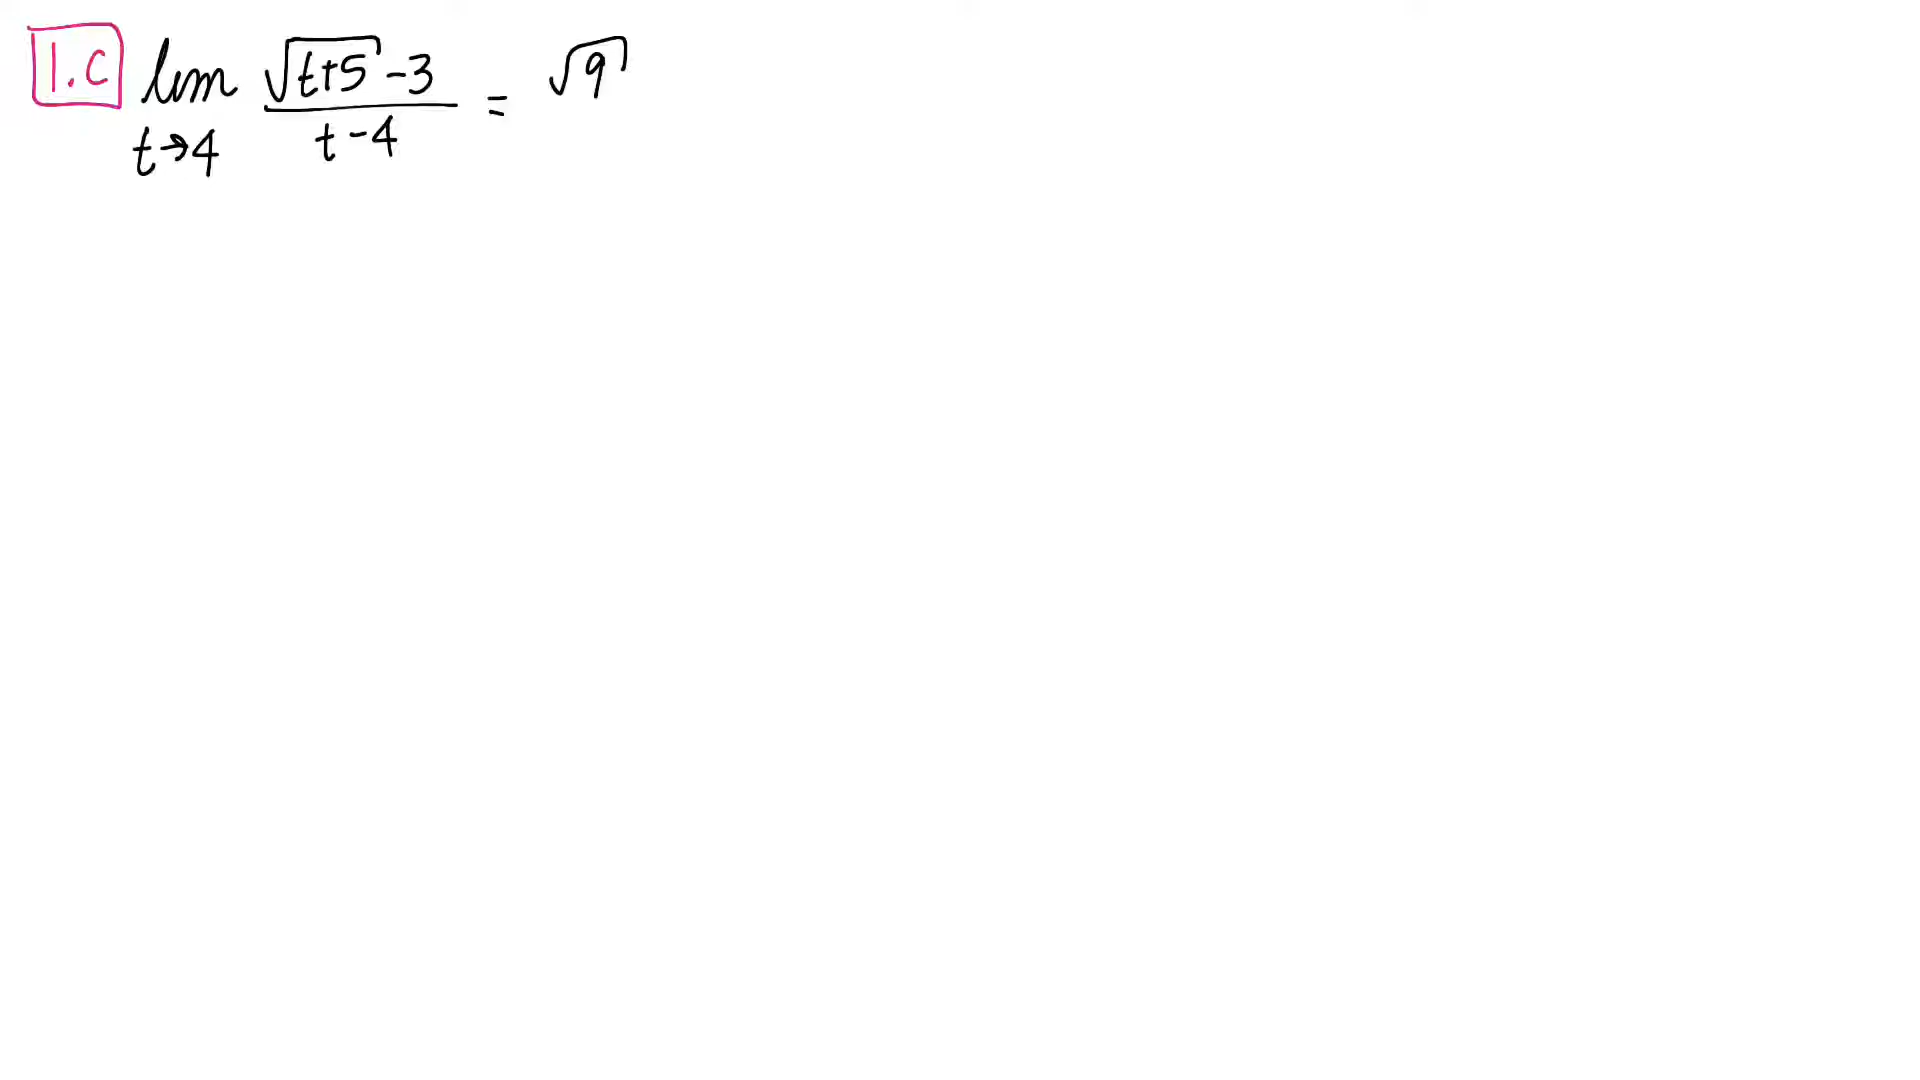 1.c lim √(t+5) -3 / t-4 = √9
t→4